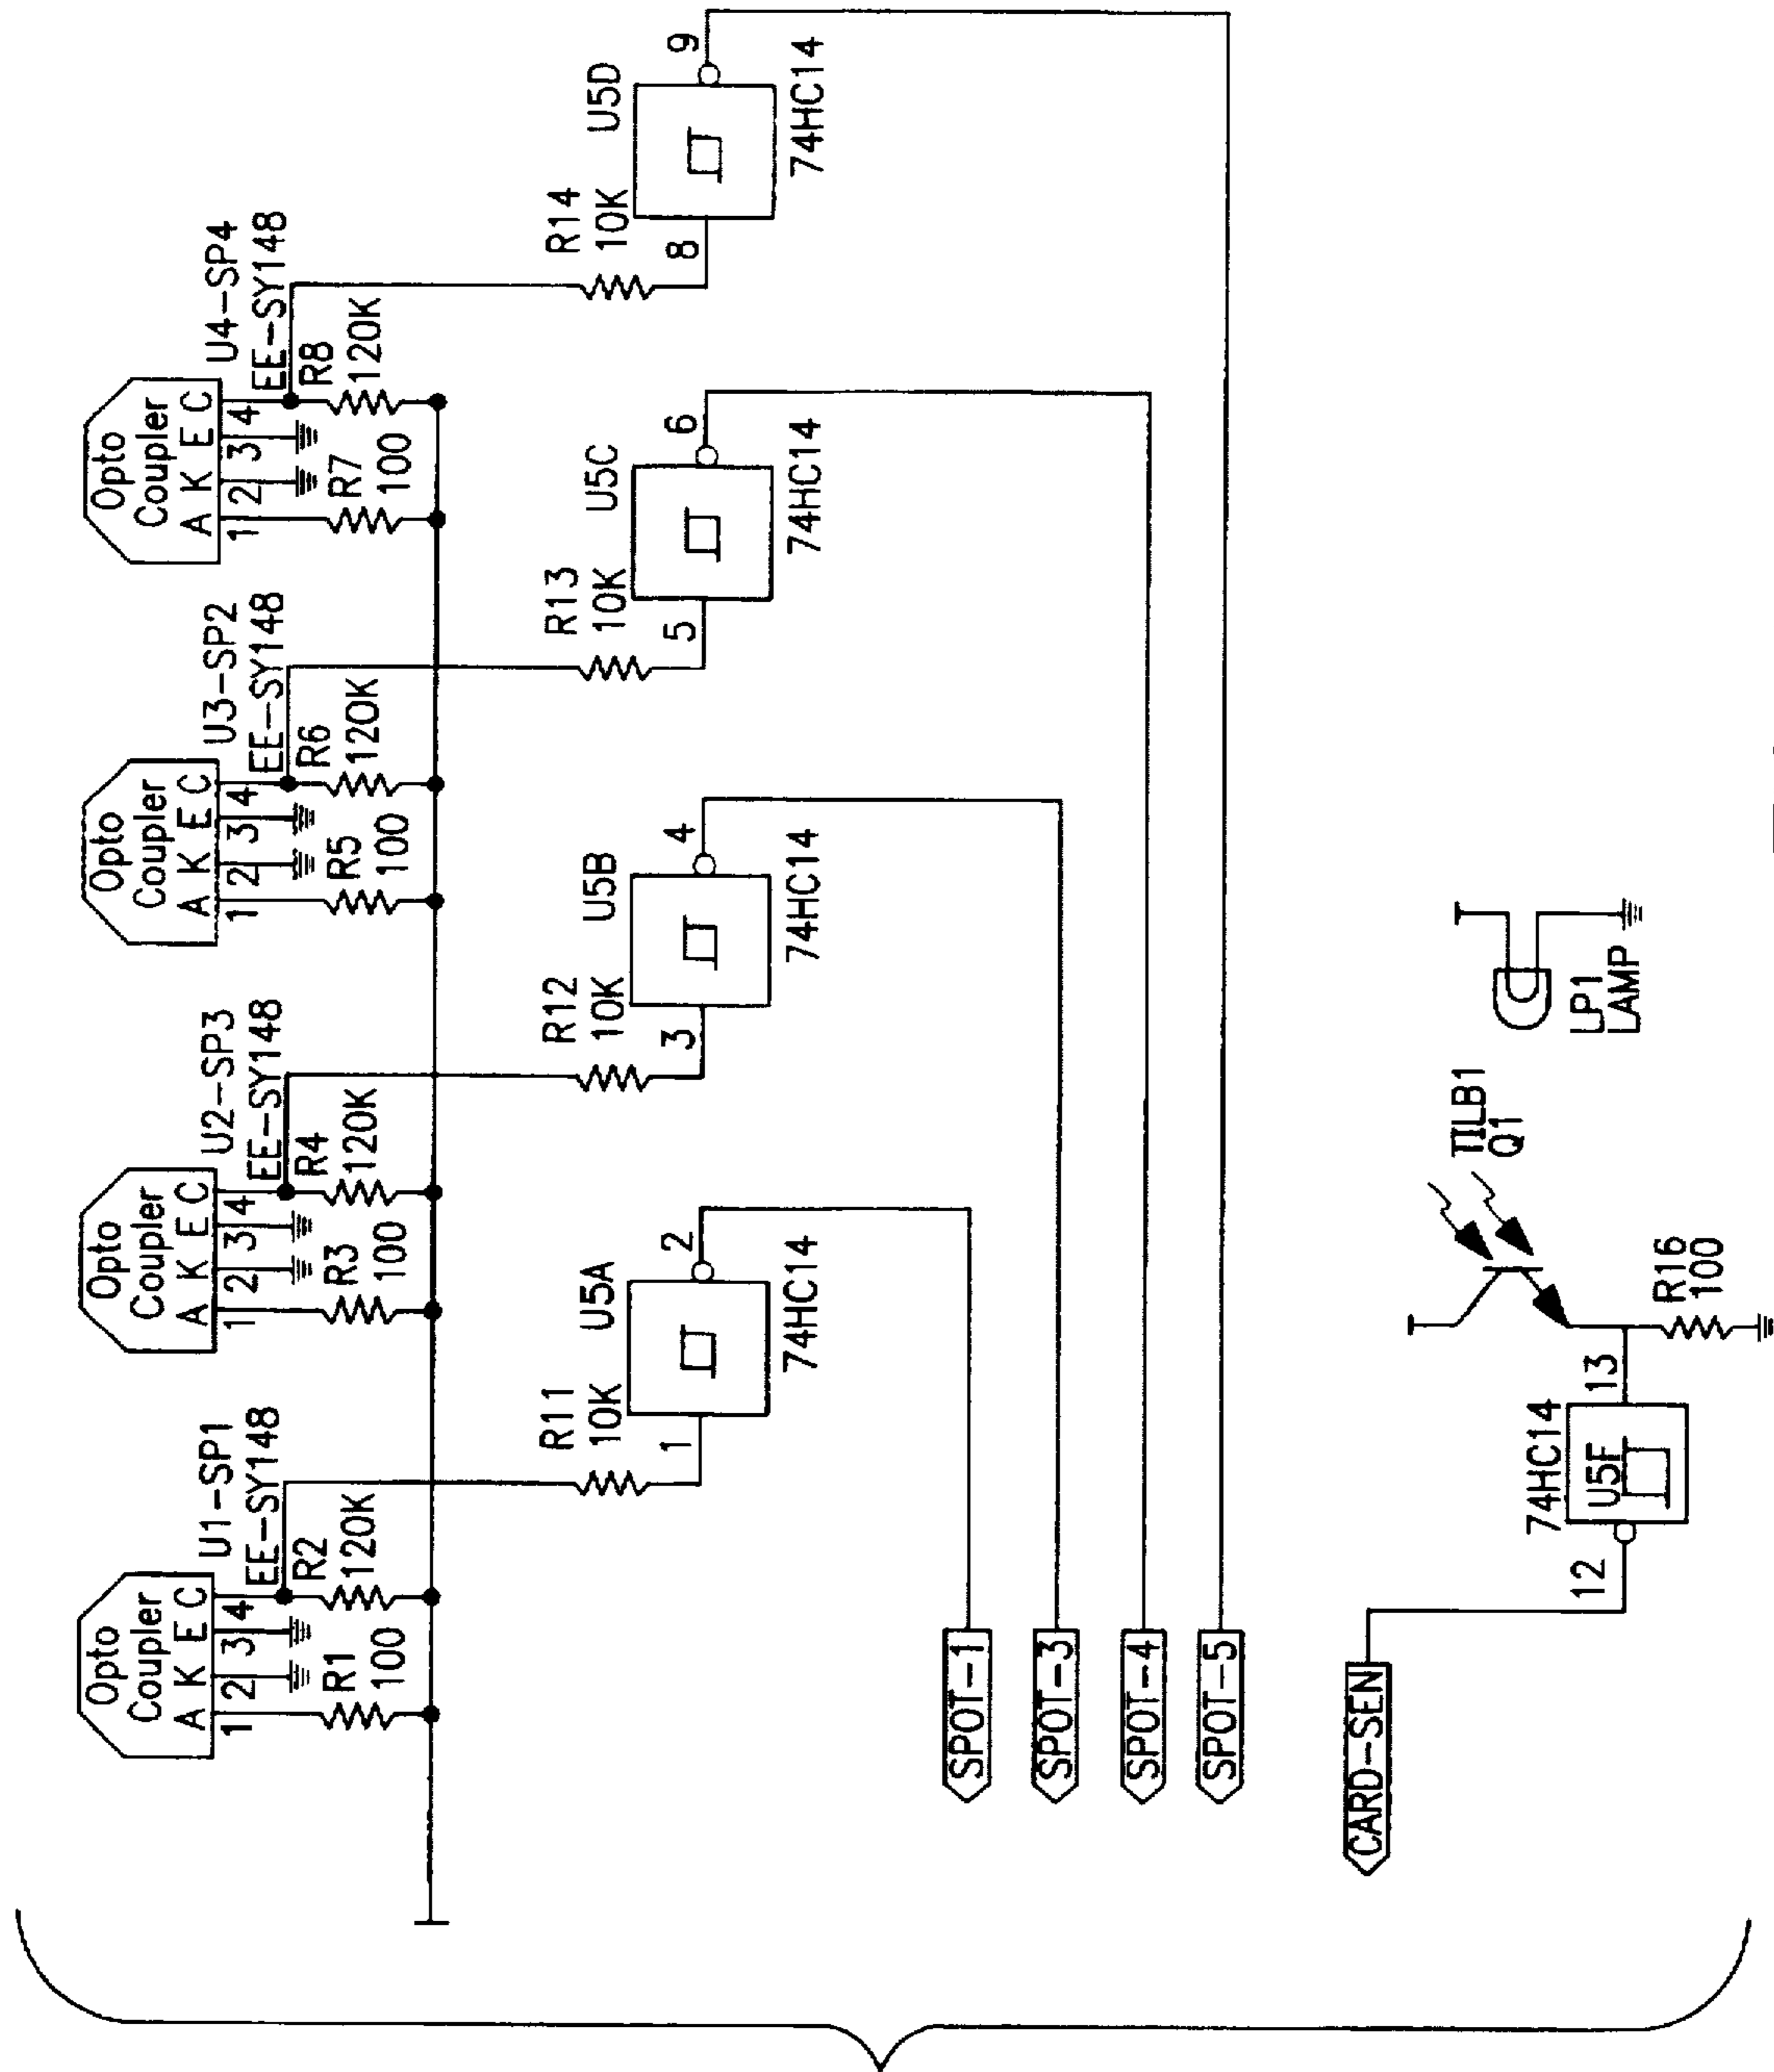 Opto
Coupler
A K E C
1 2 3 4
U1-SP1
EE-SY148
R1
100
R2
120K
Opto
Coupler
A K E C
1 2 3 4
U2-SP3
EE-SY148
R3
100
R4
120K
Opto
Coupler
A K E C
1 2 3 4
U3-SP2
EE-SY148
R5
100
R6
120K
Opto
Coupler
A K E C
1 2 3 4
U4-SP4
EE-SY148
R7
100
R8
120K
R11
10K
1
U5A
2
74HC14
R12
10K
3
U5B
4
74HC14
R13
10K
5
U5C
6
74HC14
R14
10K
8
U5D
9
74HC14
SPOT-1
SPOT-3
SPOT-4
SPOT-5
CARD-SEN
12
74HC14
U5F
13
TILB1
Q1
R16
100
LP1
LAMP